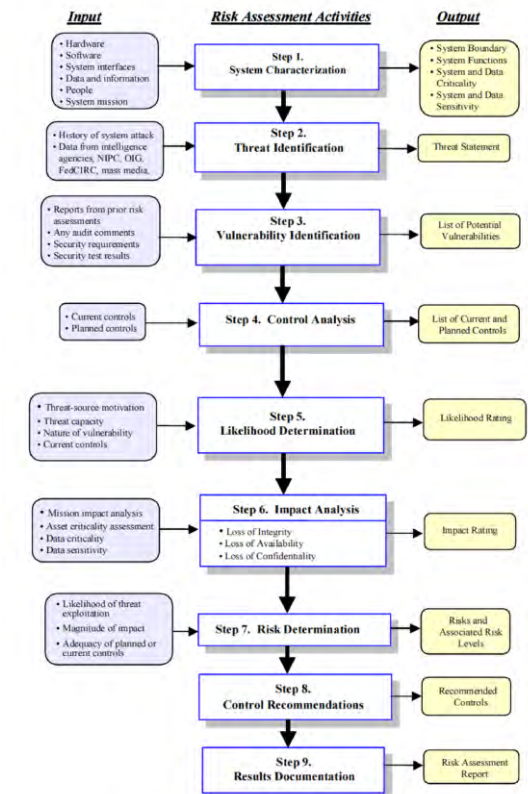 Input
Risk Assessment Activities
Output
• Hardware
• Software
• System interfaces
• Data and information
• People
• System mission
Step 1.
System Characterization
• System Boundary
• System Functions
• System and Data
Criticality
• System and Data
Sensitivity
• History of system attack
• Data from intelligence
agencies, NIPC, OIG,
FedCIRC, mass media,
Step 2.
Threat Identification
Threat Statement
• Reports from prior risk
assessments
• Any audit comments
• Security requirements
• Security test results
Step 3.
Vulnerability Identification
List of Potential
Vulnerabilities
• Current controls
• Planned controls
Step 4. Control Analysis
List of Current and
Planned Controls
• Threat-source motivation
• Threat capacity
• Nature of vulnerability
• Current controls
Step 5.
Likelihood Determination
Likelihood Rating
• Mission impact analysis
• Asset criticality assessment
• Data criticality
• Data sensitivity
Step 6. Impact Analysis
• Loss of Integrity
• Loss of Availability
• Loss of Confidentiality
Impact Rating
• Likelihood of threat
exploitation
• Magnitude of impact
• Adequacy of planned or
current controls
Step 7. Risk Determination
Risks and
Associated Risk
Levels
Step 8.
Control Recommendations
Recommended
Controls
Step 9.
Results Documentation
Risk Assessment
Report